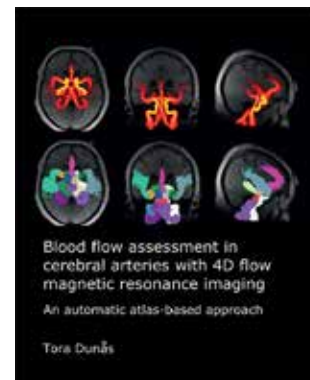 Blood flow assessment in
cerebral arteries with 4D flow
magnetic resonance imaging
An automatic atlas-based approach
Tora Dunås